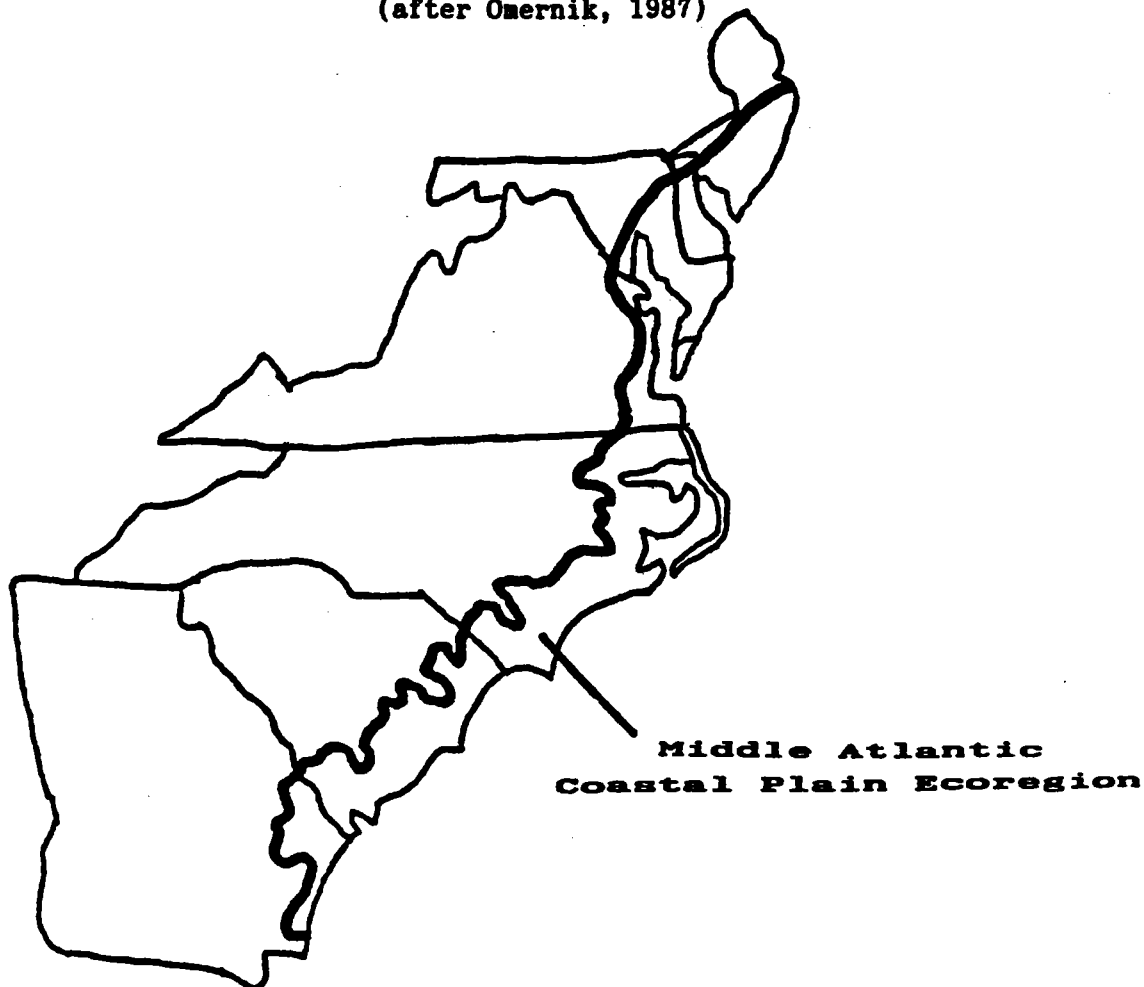 (after Omernik, 1987)
Middle Atlantic
Coastal Plain Ecoregion